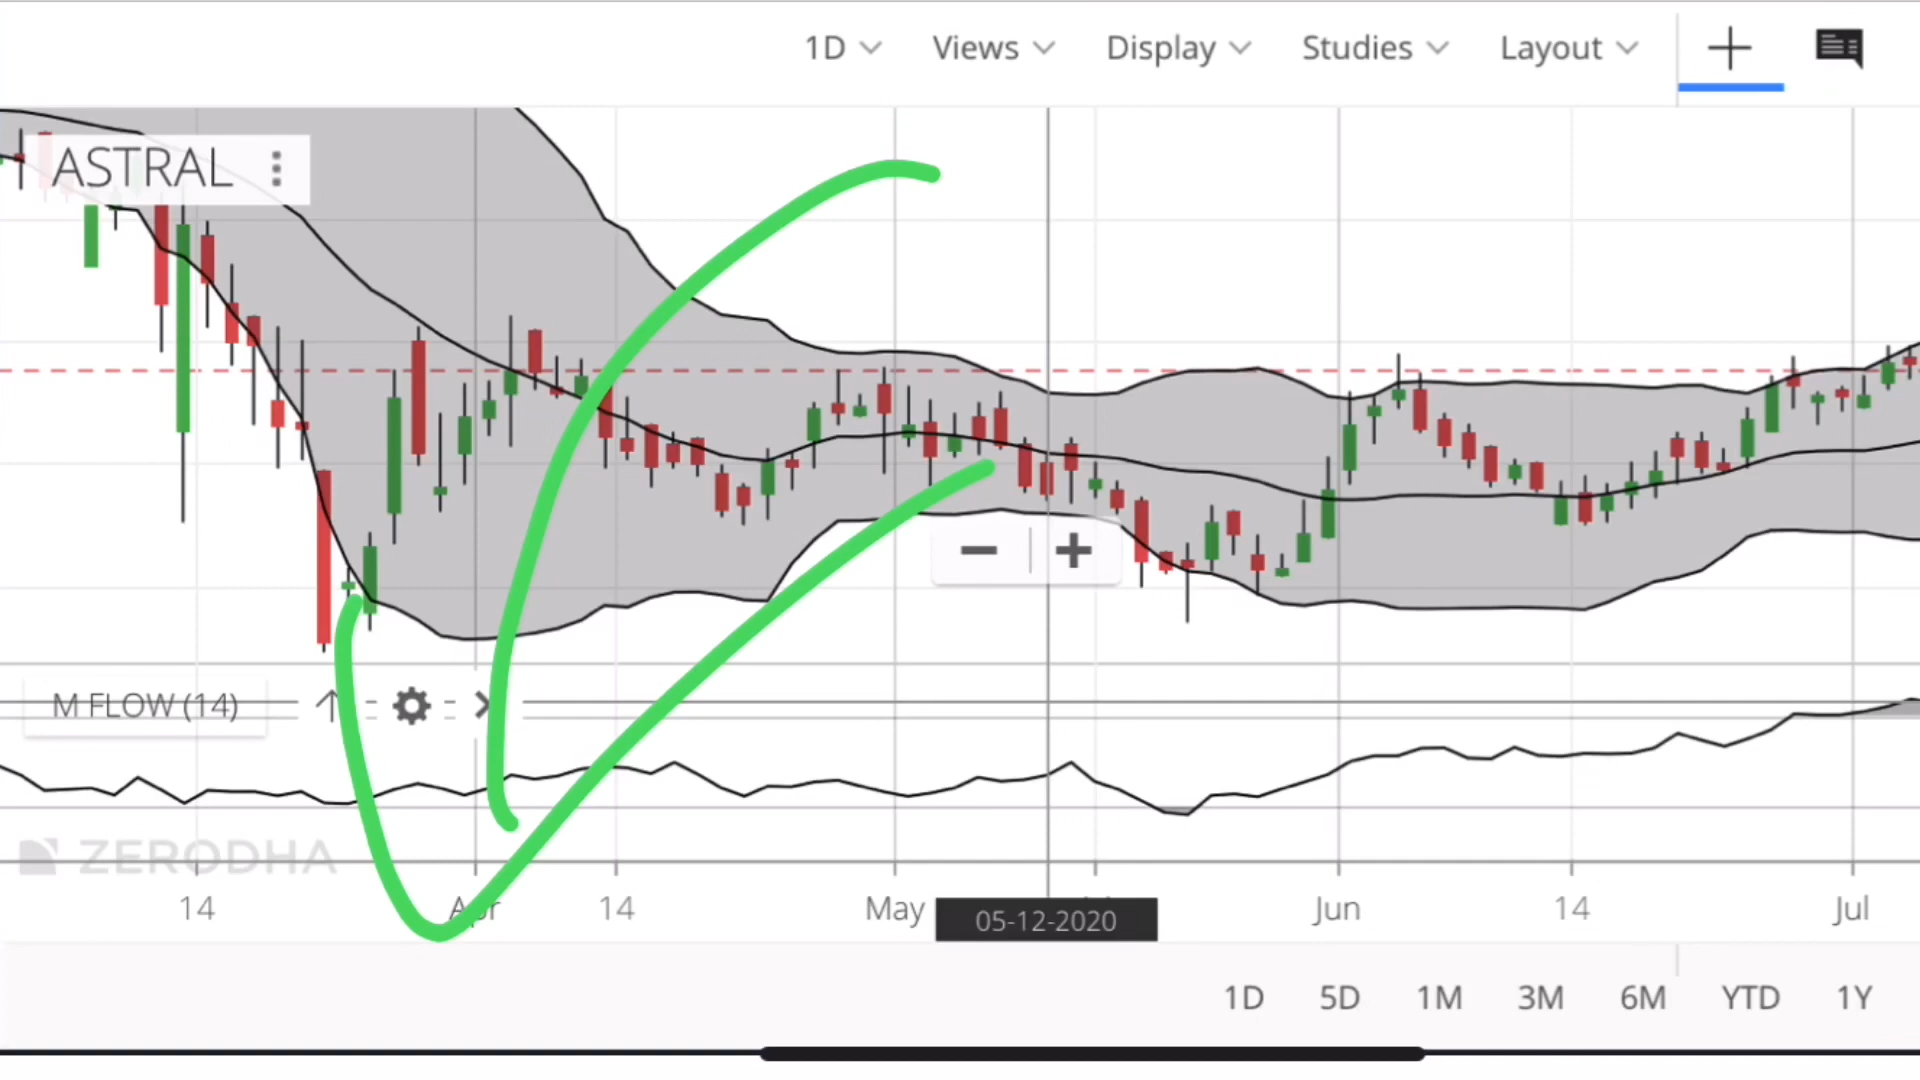 1D Views Display Studies Layout
ASTRAL
M FLOW (14)
ZERODHA
14 Apr 14 May Jun 14 Jul
05-12-2020
1D 5D 1M 3M 6M YTD 1Y